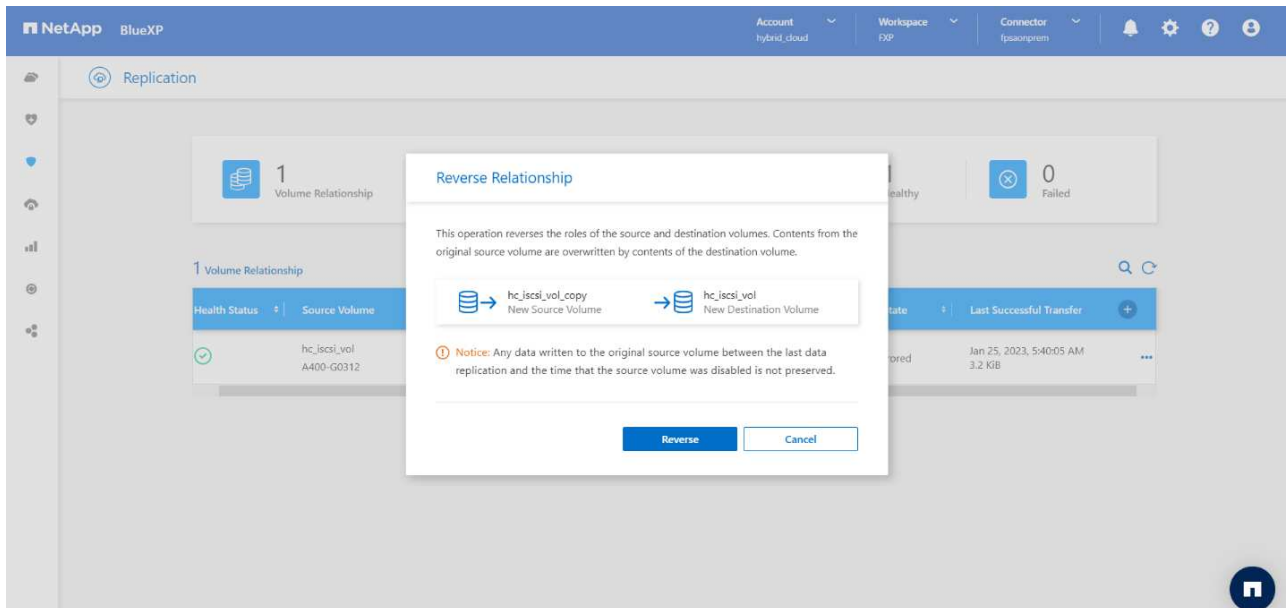 NetApp BlueXP
Account
hybrid_cloud
Workspace
FXP
Connector
fpsaonprem
Replication
1
Volume Relationship
ealthy
0
Failed
1 Volume Relationship
Health Status
Source Volume
tate
Last Successful Transfer
hc_iscsi_vol
A400-G0312
rored
Jan 25, 2023, 5:40:05 AM
3.2 KiB
Reverse Relationship
This operation reverses the roles of the source and destination volumes. Contents from the
original source volume are overwritten by contents of the destination volume.
hc_iscsi_vol_copy
New Source Volume
hc_iscsi_vol
New Destination Volume
Notice: Any data written to the original source volume between the last data
replication and the time that the source volume was disabled is not preserved.
Reverse
Cancel